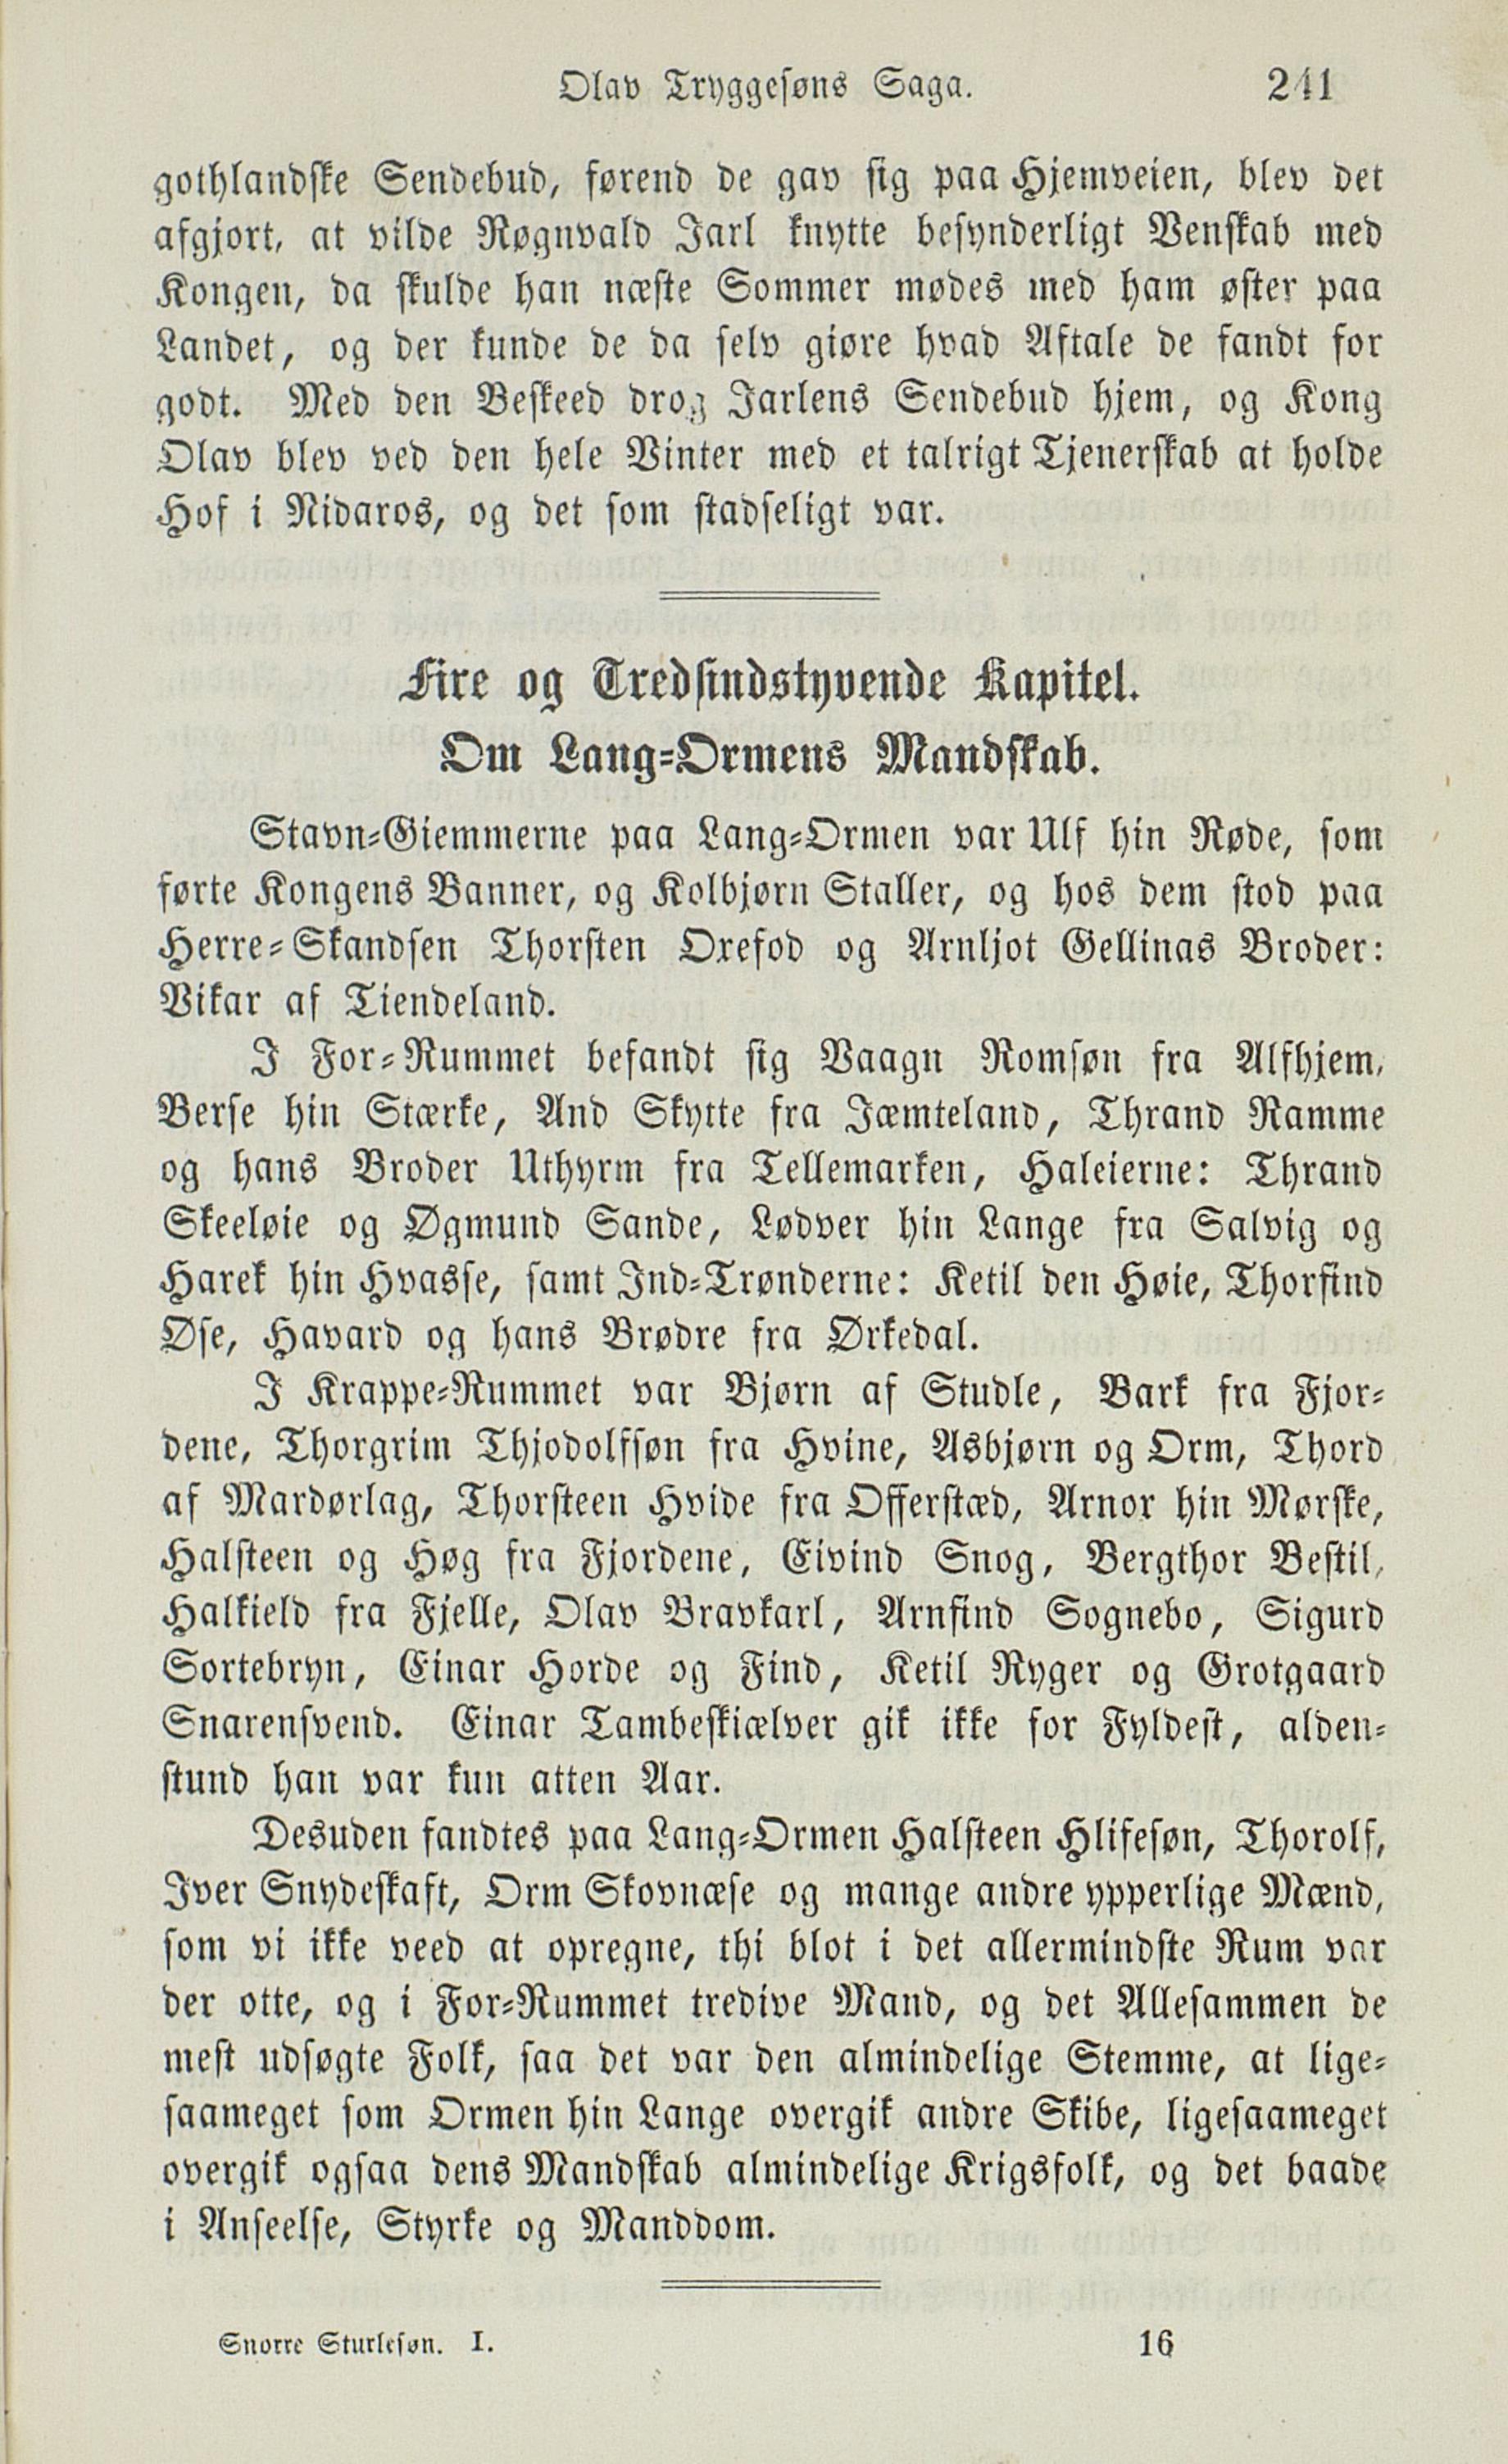 Olav Tryggesøns Saga. 241
gothlandske Sendebud, førend de gav sig paa Hjemveien, blev det
afgjort, at vilde Røgnvald Jarl knytte besynderligt Venskab med
Kongen, da skulde han næste Sommer mødes med ham øster paa
Landet, og der kunde de da selv giøre hvad Aftale de fandt for
godt. Med den Beskeed drog Jarlens Sendebud hjem, og Kong
Olav blev ved den hele Vinter med et talrigt Tjenerskab at holde
Hof i Nidaros, og det som stadseligt var.
Fire og Tredsindstyvende Kapitel.
Om Lang-Ormens Mandskab.
Stavn-Giemmerne paa Lang-Ormen var Ulf hin Røde, som
førte Kongens Banner, og Kolbjørn Staller, og hos dem stod paa
Herre-Skandsen Thorsten Oxefod og Arnljot Gellinas Broder:
Vikar af Tiendeland.
I For-Rummet befandt sig Vaagn Romsøn fra Alfhjem,
Berse hin Stærke, And Skytte fra Jæmteland, Thrand Ramme
og hans Broder Uthyrm fra Tellemarken, Haleierne: Thrand
Skeeløie og Øgmund Sande, Lødver hin Lange fra Salvig og
Harek hin Hvasse, samt Ind-Trønderne: Ketil den Høie, Thorfind
Øse, Havard og hans Brødre fra Ørkedal.
I Krappe-Rummet var Bjørn af Studle, Bark fra Fjor-
dene, Thorgrim Thjodolfsøn fra Hvine, Asbjørn og Orm, Thord
af Mardørlag, Thorsteen Hvide fra Offerstæd, Arnor hin Mørske,
Halsteen og Høg fra Fjordene, Eivind Snog, Bergthor Bestil,
Halkield fra Fjelle, Olav Bravkarl, Arnfind Sognebo, Sigurd
Sortebryn, Einar Horde og Find, Ketil Ryger og Grotgaard
Snarensvend. Einar Tambeskiælver gik ikke for Fyldest, alden-
stund han var kun atten Aar.
Desuden fandtes paa Lang-Ormen Halsteen Hlifesøn, Thorolf,
Iver Snydeskaft, Orm Skovnæse og mange andre ypperlige Mænd,
som vi ikke veed at opregne, thi blot i det allermindste Rum var
der otte, og i For-Rummet tredive Mand, og det Allesammen de
mest udsøgte Folk, saa det var den almindelige Stemme, at lige-
saameget som Ormen hin Lange overgik andre Skibe, ligesaameget
overgik ogsaa dens Mandskab almindelige Krigsfolk, og det baade
i Anseelse, Styrke og Manddom.
Snorre Sturlesøn. I. 16